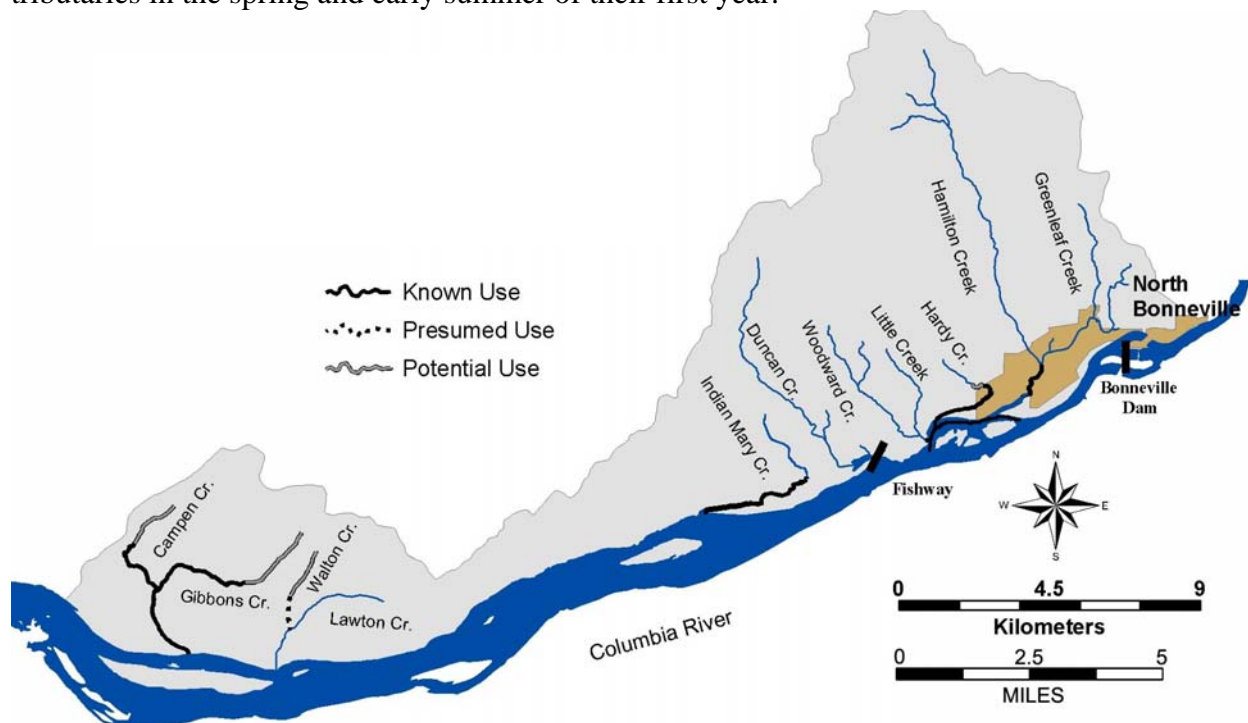 tributaries in the spring and early summer of their first year.
Known Use
Presumed Use
Potential Use
Hamilton Creek
Greenleaf Creek
North
Bonneville
Hardy Cr.
Little Creek
Woodward Cr.
Duncan Cr.
Indian Mary Cr.
Bonneville
Dam
Fishway
N
W
E
S
Campen Cr.
Gibbons Cr.
Walton Cr.
Lawton Cr.
Columbia River
0 4.5 9
Kilometers
0 2.5 5
MILES